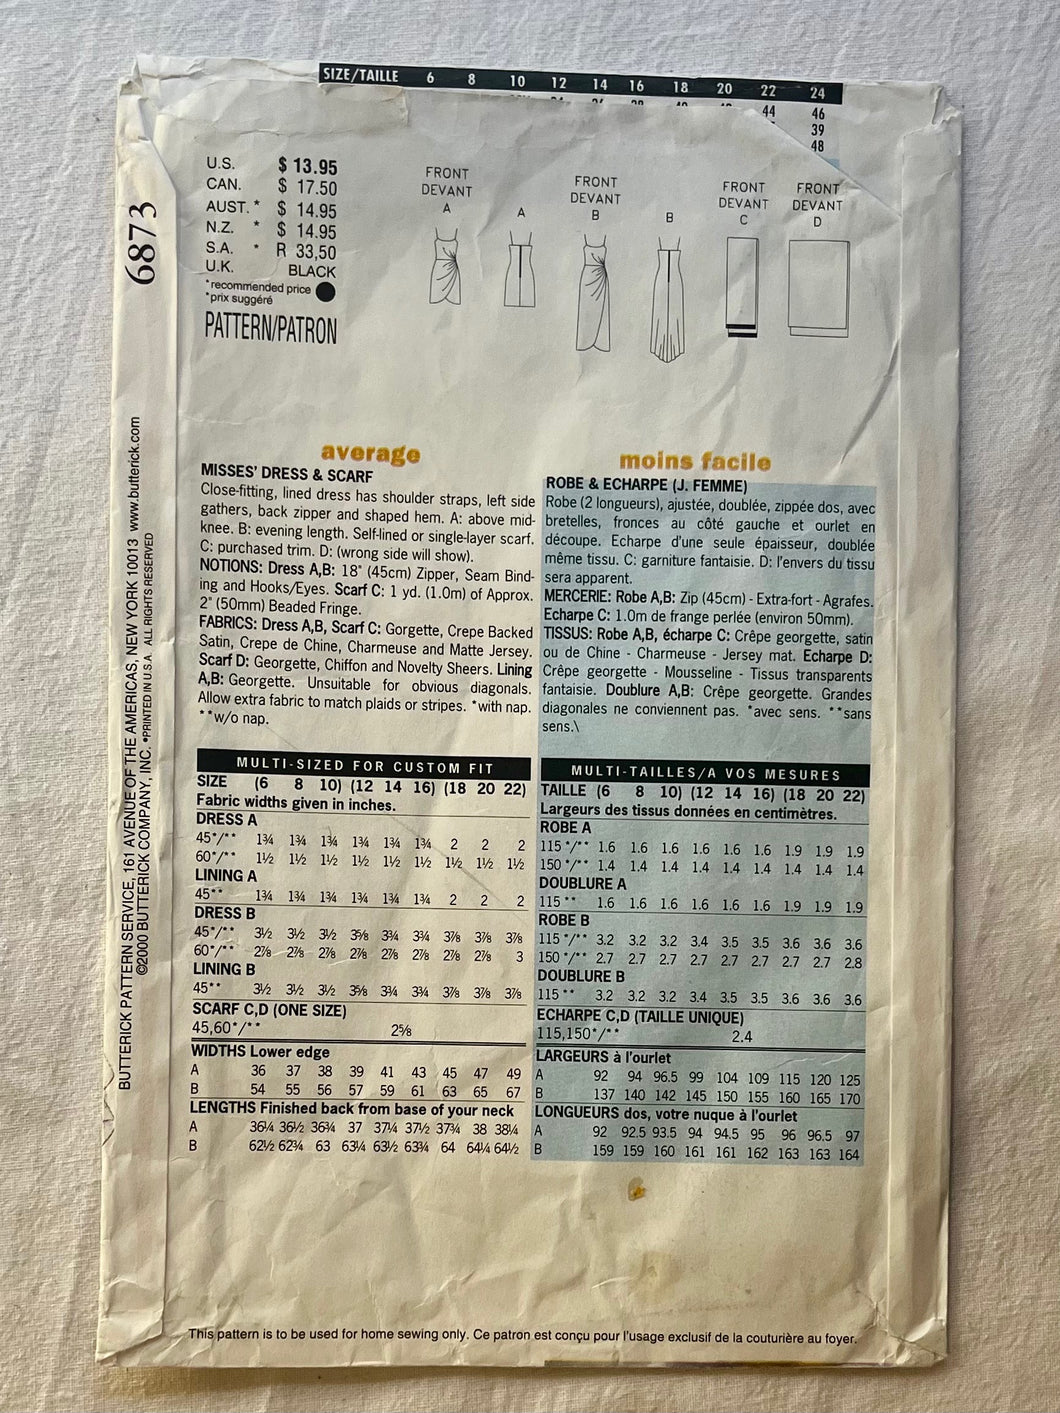 SIZE/TAILLE 6 8 10 12 14 16 18 20 22 24
44 46
39
48
U.S. $ 13.95
CAN. $ 17.50
AUST.* $ 14.95
N.Z. * $ 14.95
S.A. * R 33,50
U.K. BLACK
*recommended price
*prix suggéré
PATTERN/PATRON
FRONT
DEVANT
A
A
FRONT
DEVANT
B
B
FRONT
DEVANT
C
FRONT
DEVANT
D
6873
BUTTERICK PATTERN SERVICE, 161 AVENUE OF THE AMERICAS, NEW YORK 10013 www.butterick.com
©2000 BUTTERICK COMPANY, INC. •PRINTED IN U.S.A. ALL RIGHTS RESERVED
average
MISSES' DRESS & SCARF
Close-fitting, lined dress has shoulder straps, left side
gathers, back zipper and shaped hem. A: above mid-
knee. B: evening length. Self-lined or single-layer scarf.
C: purchased trim. D: (wrong side will show).
NOTIONS: Dress A,B: 18" (45cm) Zipper, Seam Bind-
ing and Hooks/Eyes. Scarf C: 1 yd. (1.0m) of Approx.
2" (50mm) Beaded Fringe.
FABRICS: Dress A,B, Scarf C: Gorgette, Crepe Backed
Satin, Crepe de Chine, Charmeuse and Matte Jersey.
Scarf D: Georgette, Chiffon and Novelty Sheers. Lining
A,B: Georgette. Unsuitable for obvious diagonals.
Allow extra fabric to match plaids or stripes. *with nap.
**w/o nap.
moins facile
ROBE & ECHARPE (J. FEMME)
Robe (2 longueurs), ajustée, doublée, zippée dos, avec
bretelles, fronces au côté gauche et ourlet en
découpe. Echarpe d'une seule épaisseur, doublée
même tissu. C: garniture fantaisie. D: l'envers du tissu
sera apparent.
MERCERIE: Robe A,B: Zip (45cm) - Extra-fort - Agrafes.
Echarpe C: 1.0m de frange perlée (environ 50mm).
TISSUS: Robe A,B, écharpe C: Crêpe georgette, satin
ou de Chine - Charmeuse - Jersey mat. Echarpe D:
Crêpe georgette - Mousseline - Tissus transparents
fantaisie. Doublure A,B: Crêpe georgette. Grandes
diagonales ne conviennent pas. *avec sens. **sans
sens.\
MULTI-SIZED FOR CUSTOM FIT
SIZE (6 8 10) (12 14 16) (18 20 22)
Fabric widths given in inches.
DRESS A
45*/** 1¾ 1¾ 1¾ 1¾ 1¾ 1¾ 2 2 2
60*/** 1½ 1½ 1½ 1½ 1½ 1½ 1½ 1½ 1½
LINING A
45** 1¾ 1¾ 1¾ 1¾ 1¾ 1¾ 2 2 2
DRESS B
45*/** 3½ 3½ 3½ 3⅝ 3¾ 3¾ 3⅞ 3⅞ 3⅞
60*/** 2⅞ 2⅞ 2⅞ 2⅞ 2⅞ 2⅞ 2⅞ 2⅞ 3
LINING B
45** 3½ 3½ 3½ 3⅝ 3¾ 3¾ 3⅞ 3⅞ 3⅞
SCARF C,D (ONE SIZE)
45,60*/** 2⅝
WIDTHS Lower edge
A 36 37 38 39 41 43 45 47 49
B 54 55 56 57 59 61 63 65 67
LENGTHS Finished back from base of your neck
A 36¼ 36½ 36¾ 37 37¼ 37½ 37¾ 38 38¼
B 62½ 62¾ 63 63¼ 63½ 63¾ 64 64¼ 64½
MULTI-TAILLES/A VOS MESURES
TAILLE (6 8 10) (12 14 16) (18 20 22)
Largeurs des tissus données en centimètres.
ROBE A
115*/** 1.6 1.6 1.6 1.6 1.6 1.6 1.9 1.9 1.9
150*/** 1.4 1.4 1.4 1.4 1.4 1.4 1.4 1.4 1.4
DOUBLURE A
115** 1.6 1.6 1.6 1.6 1.6 1.6 1.9 1.9 1.9
ROBE B
115*/** 3.2 3.2 3.2 3.4 3.5 3.5 3.6 3.6 3.6
150*/** 2.7 2.7 2.7 2.7 2.7 2.7 2.7 2.7 2.8
DOUBLURE B
115** 3.2 3.2 3.2 3.4 3.5 3.5 3.6 3.6 3.6
ECHARPE C,D (TAILLE UNIQUE)
115,150*/** 2.4
LARGEURS à l'ourlet
A 92 94 96.5 99 104 109 115 120 125
B 137 140 142 145 150 155 160 165 170
LONGUEURS dos, votre nuque à l'ourlet
A 92 92.5 93.5 94 94.5 95 96 96.5 97
B 159 159 160 161 161 162 163 163 164
This pattern is to be used for home sewing only. Ce patron est conçu pour l'usage exclusif de la couturière au foyer.